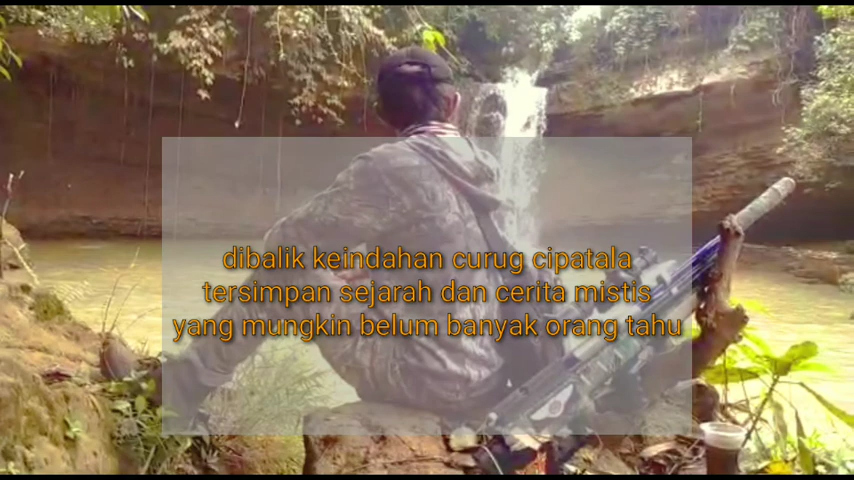 dibalik keindahan curug cipatala
tersimpan sejarah dan cerita mistis
yang mungkin belum banyak orang tahu